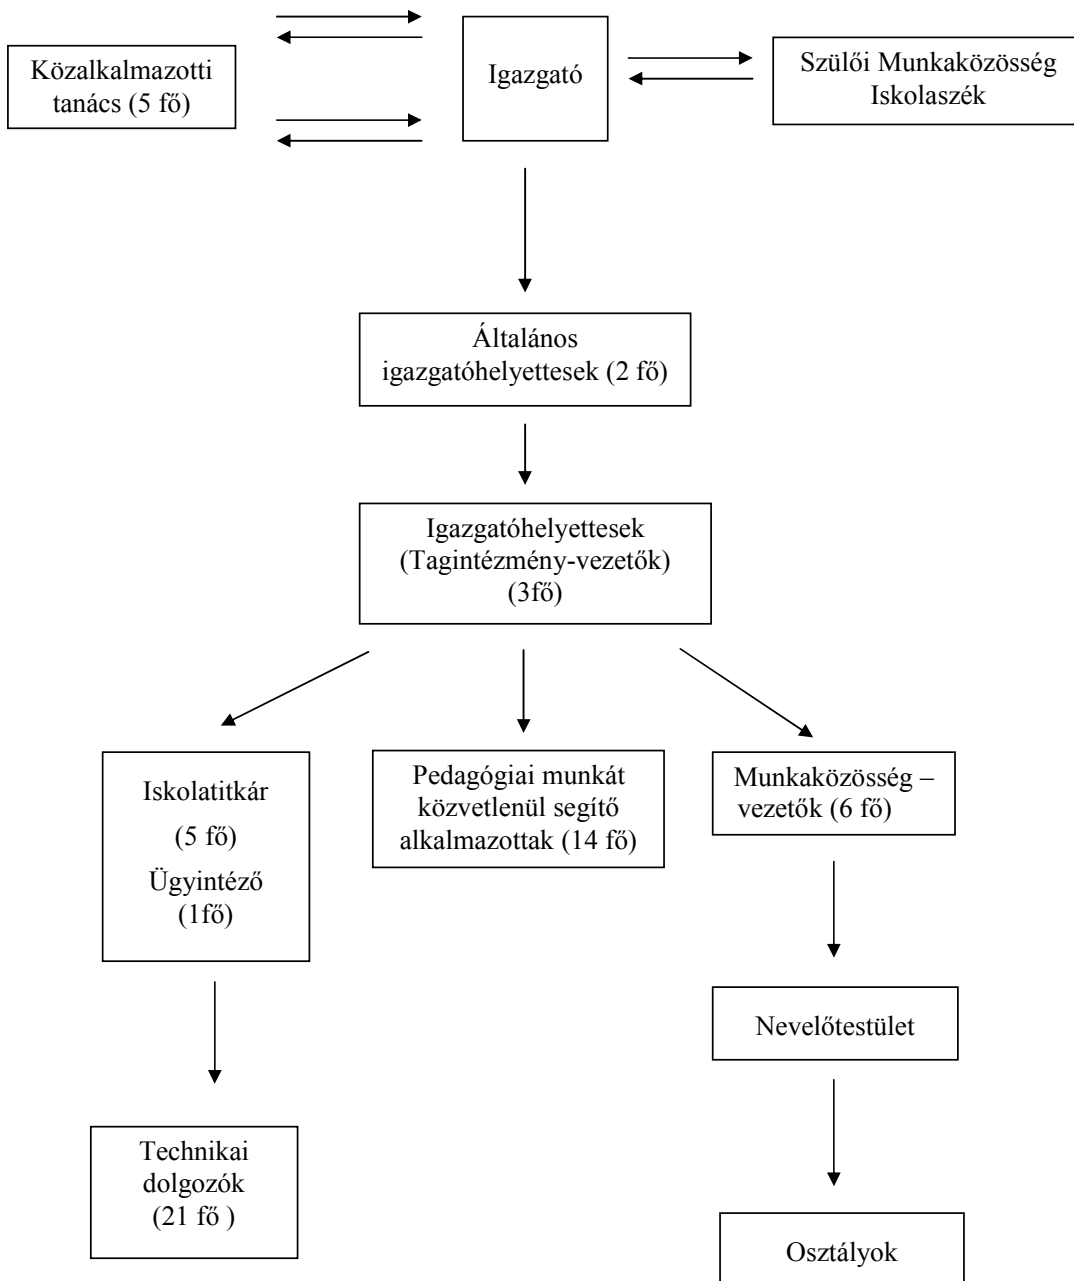 Közalkalmazotti
tanács (5 fő)
Igazgató
Szülői Munkaközösség
Iskolaszék
Általános
igazgatóhelyettesek (2 fő)
Igazgatóhelyettesek
(Tagintézmény-vezetők)
(3fő)
Iskolatitkár
(5 fő)
Ügyintéző
(1fő)
Pedagógiai munkát
közvetlenül segítő
alkalmazottak (14 fő)
Munkaközösség –
vezetők (6 fő)
Nevelőtestület
Technikai
dolgozók
(21 fő )
Osztályok